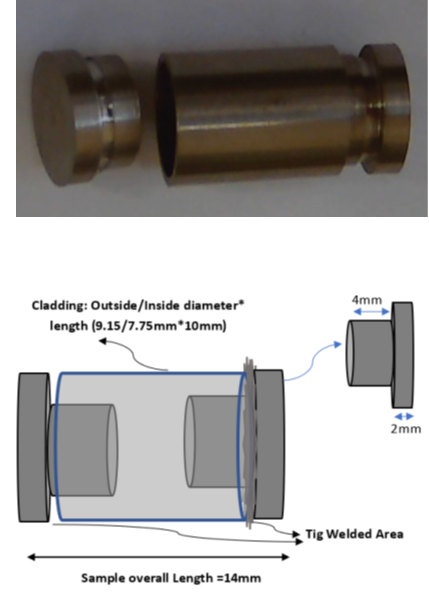 Cladding: Outside/Inside diameter*
length (9.15/7.75mm*10mm)
4mm
2mm
Tig Welded Area
Sample overall Length =14mm